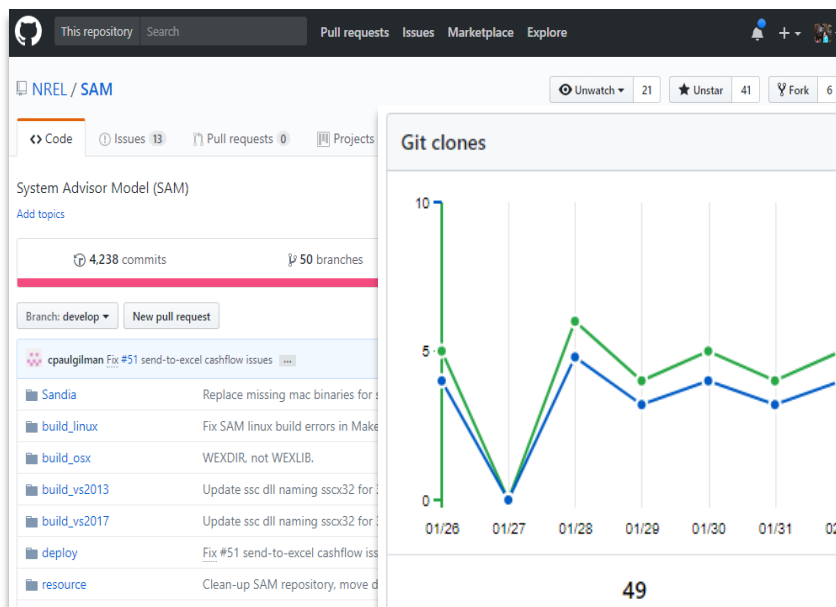 This repository Search Pull requests Issues Marketplace Explore
NREL / SAM
Unwatch 21 Unstar 41 Fork 6
Code Issues 13 Pull requests 0 Projects
System Advisor Model (SAM)
Add topics
4,238 commits 50 branches
Branch: develop New pull request
cpaulgilman Fix #51 send-to-excel cashflow issues ...
Sandia Replace missing mac binaries for
build_linux Fix SAM linux build errors in Make
build_osx WEXDIR, not WEXLIB.
build_vs2013 Update ssc dll naming sscx32 for
build_vs2017 Update ssc dll naming sscx32 for
deploy Fix #51 send-to-excel cashflow iss
resource Clean-up SAM repository, move d
Git clones
10
5
0
01/26 01/27 01/28 01/29 01/30 01/31 02
49